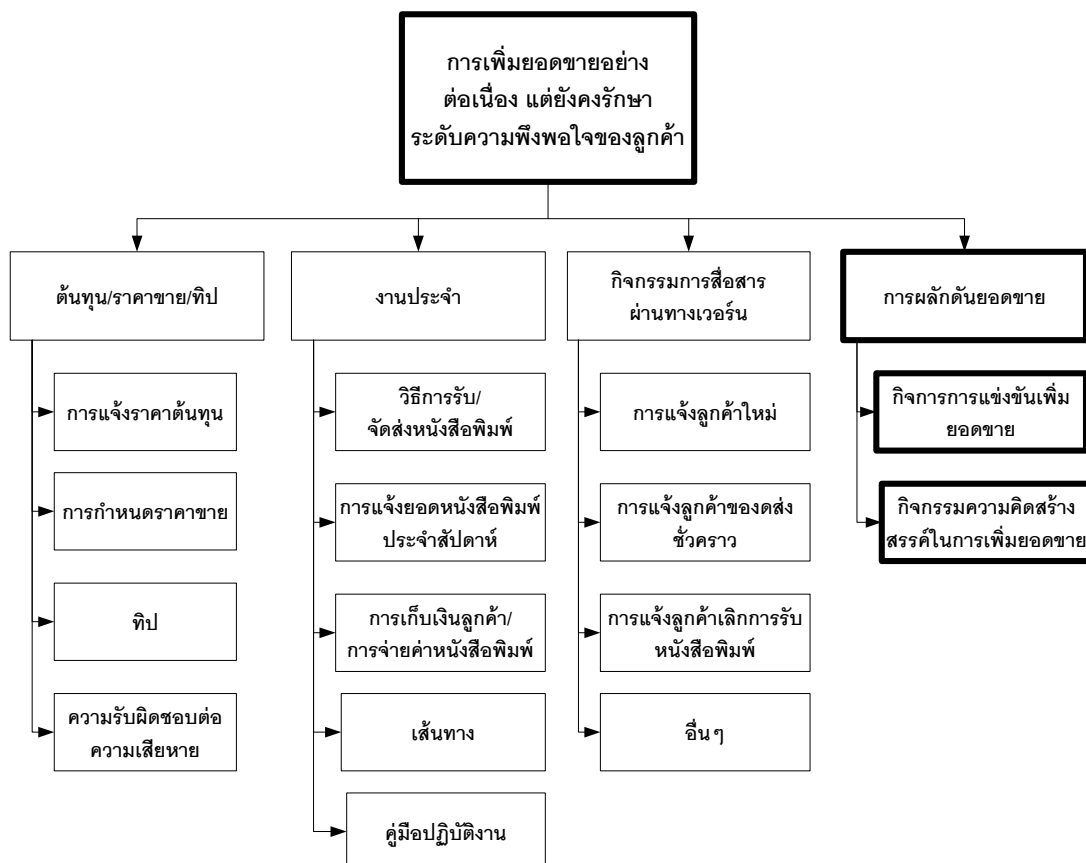 การเพิ่มยอดขายอย่าง
ต่อเนื่อง แต่ยังคงรักษา
ระดับความพึงพอใจของลูกค้า
ต้นทุน/ราคาขาย/ทิป
การแจ้งราคาต้นทุน
การกำหนดราคาขาย
ทิป
ความรับผิดชอบต่อ
ความเสียหาย
งานประจำ
วิธีการรับ/
จัดส่งหนังสือพิมพ์
การแจ้งยอดหนังสือพิมพ์
ประจำสัปดาห์
การเก็บเงินลูกค้า/
การจ่ายค่าหนังสือพิมพ์
เส้นทาง
คู่มือปฏิบัติงาน
กิจกรรมการสื่อสาร
ผ่านทางเวอร์น
การแจ้งลูกค้าใหม่
การแจ้งลูกค้าของดส่ง
ชั่วคราว
การแจ้งลูกค้าเลิกการรับ
หนังสือพิมพ์
อื่นๆ
การผลักดันยอดขาย
กิจการการแข่งขันเพิ่ม
ยอดขาย
กิจกรรมความคิดสร้าง
สรรค์ในการเพิ่มยอดขาย